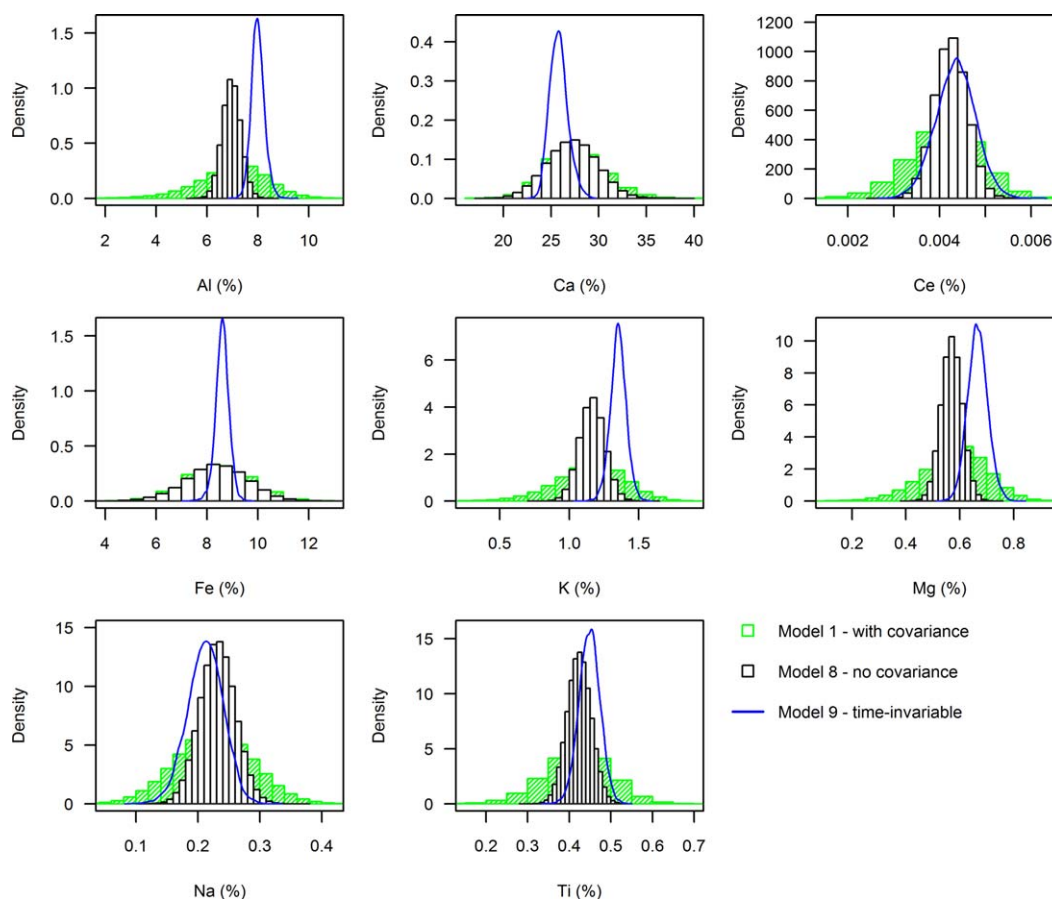 Density
1.5
1.0
0.5
0.0
2 4 6 8 10
Al (%)
Density
0.4
0.3
0.2
0.1
0.0
20 25 30 35 40
Ca (%)
Density
1200
1000
800
600
400
200
0
0.002 0.004 0.006
Ce (%)
Density
1.5
1.0
0.5
0.0
4 6 8 10 12
Fe (%)
Density
6
4
2
0
0.5 1.0 1.5
K (%)
Density
10
8
6
4
2
0
0.2 0.4 0.6 0.8
Mg (%)
Density
15
10
5
0
0.1 0.2 0.3 0.4
Na (%)
Density
15
10
5
0
0.2 0.3 0.4 0.5 0.6 0.7
Ti (%)
Model 1 - with covariance
Model 8 - no covariance
Model 9 - time-invariable